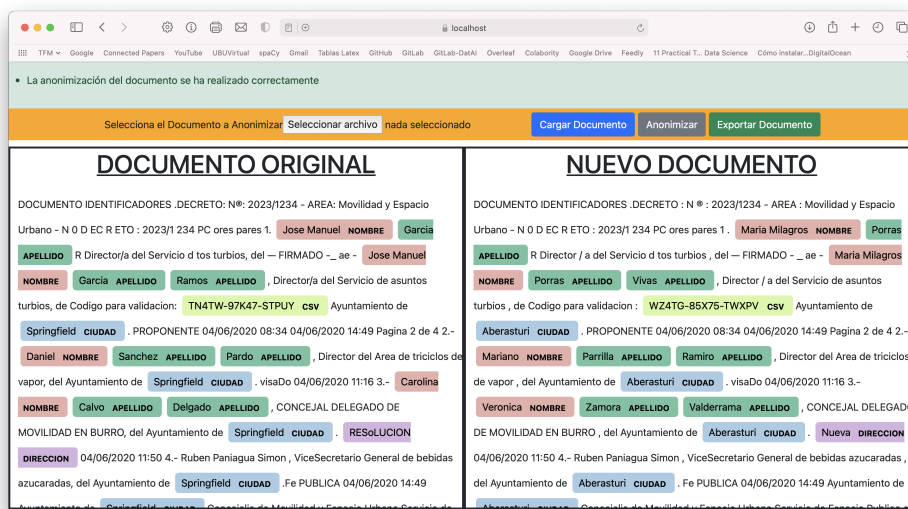 localhost
TFM Google Connected Papers YouTube UBUVirtual spaCy Gmail Tablas Latex GitHub GitLab GitLab-DatAI Overleaf Colabority Google Drive Feedly 11 Practical T... Data Science Cómo instalar...DigitalOcean
• La anonimización del documento se ha realizado correctamente
Selecciona el Documento a Anonimizar Seleccionar archivo nada seleccionado Cargar Documento Anonimizar Exportar Documento
DOCUMENTO ORIGINAL
DOCUMENTO IDENTIFICADORES .DECRETO: N®: 2023/1234 - AREA: Movilidad y Espacio
Urbano - N 0 D EC R ETO : 2023/1 234 PC ores pares 1. Jose Manuel NOMBRE Garcia
APELLIDO R Director/a del Servicio d tos turbios, del — FIRMADO -_ ae - Jose Manuel
NOMBRE Garcia APELLIDO Ramos APELLIDO , Director/a del Servicio de asuntos
turbios, de Codigo para validacion: TN4TW-97K47-STPUY CSV Ayuntamiento de
Springfield CIUDAD . PROPONENTE 04/06/2020 08:34 04/06/2020 14:49 Pagina 2 de 4 2.-
Daniel NOMBRE Sanchez APELLIDO Pardo APELLIDO , Director del Area de triciclos de
vapor, del Ayuntamiento de Springfield CIUDAD . visaDo 04/06/2020 11:16 3.- Carolina
NOMBRE Calvo APELLIDO Delgado APELLIDO , CONCEJAL DELEGADO DE
MOVILIDAD EN BURRO, del Ayuntamiento de Springfield CIUDAD . RESoLUCION
DIRECCION 04/06/2020 11:50 4.- Ruben Paniagua Simon , ViceSecretario General de bebidas
azucaradas, del Ayuntamiento de Springfield CIUDAD .Fe PUBLICA 04/06/2020 14:49
NUEVO DOCUMENTO
DOCUMENTO IDENTIFICADORES .DECRETO : N ® : 2023/1234 - AREA : Movilidad y Espacio
Urbano - N 0 D EC R ETO : 2023/1 234 PC ores pares 1 . Maria Milagros NOMBRE Porras
APELLIDO R Director / a del Servicio d tos turbios , del — FIRMADO -_ ae - Maria Milagros
NOMBRE Porras APELLIDO Vivas APELLIDO , Director / a del Servicio de asuntos
turbios , de Codigo para validacion : WZ4TG-85X75-TWXPV CSV Ayuntamiento de
Aberasturi CIUDAD . PROPONENTE 04/06/2020 08:34 04/06/2020 14:49 Pagina 2 de 4 2.-
Mariano NOMBRE Parrilla APELLIDO Ramiro APELLIDO , Director del Area de triciclos
de vapor , del Ayuntamiento de Aberasturi CIUDAD . visaDo 04/06/2020 11:16 3.-
Veronica NOMBRE Zamora APELLIDO Valderrama APELLIDO , CONCEJAL DELEGADO
DE MOVILIDAD EN BURRO , del Ayuntamiento de Aberasturi CIUDAD . Nueva DIRECCION
04/06/2020 11:50 4.- Ruben Paniagua Simon , ViceSecretario General de bebidas azucaradas ,
del Ayuntamiento de Aberasturi CIUDAD . Fe PUBLICA 04/06/2020 14:49 Ayuntamiento de